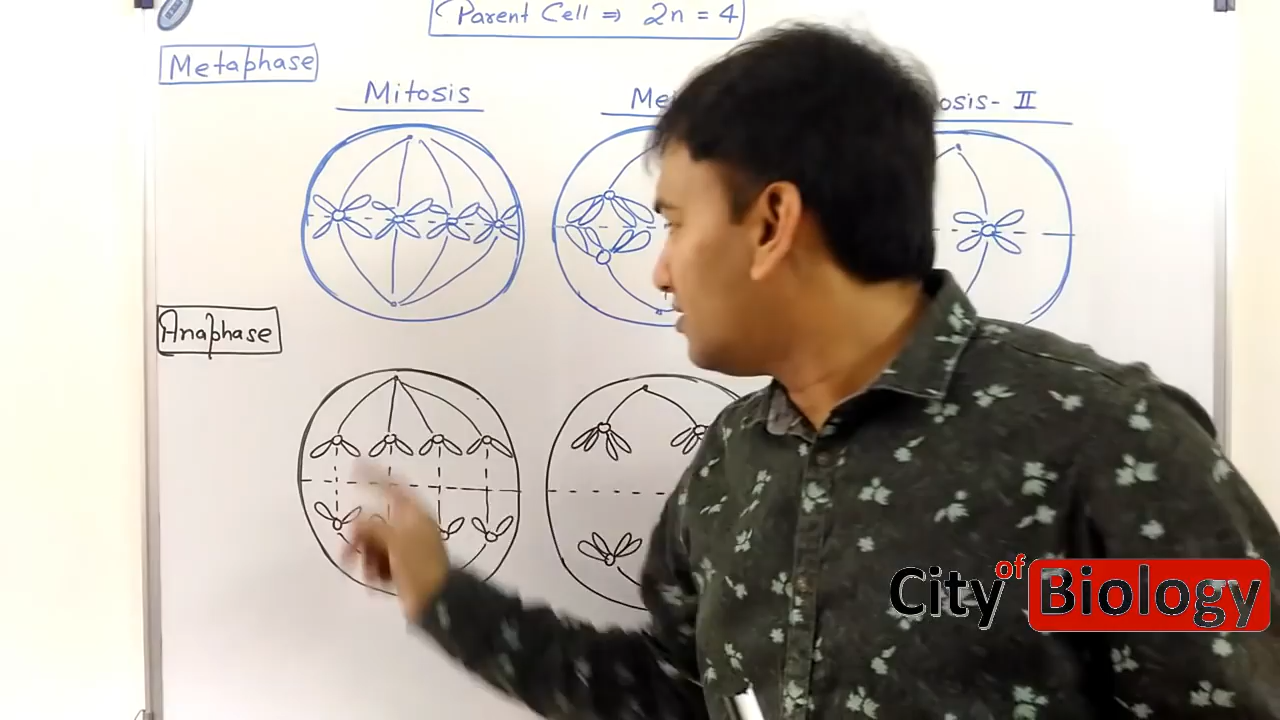 Parent Cell ⇒ 2n = 4
Metaphase
Mitosis
osis- II
Anaphase
City of Biology